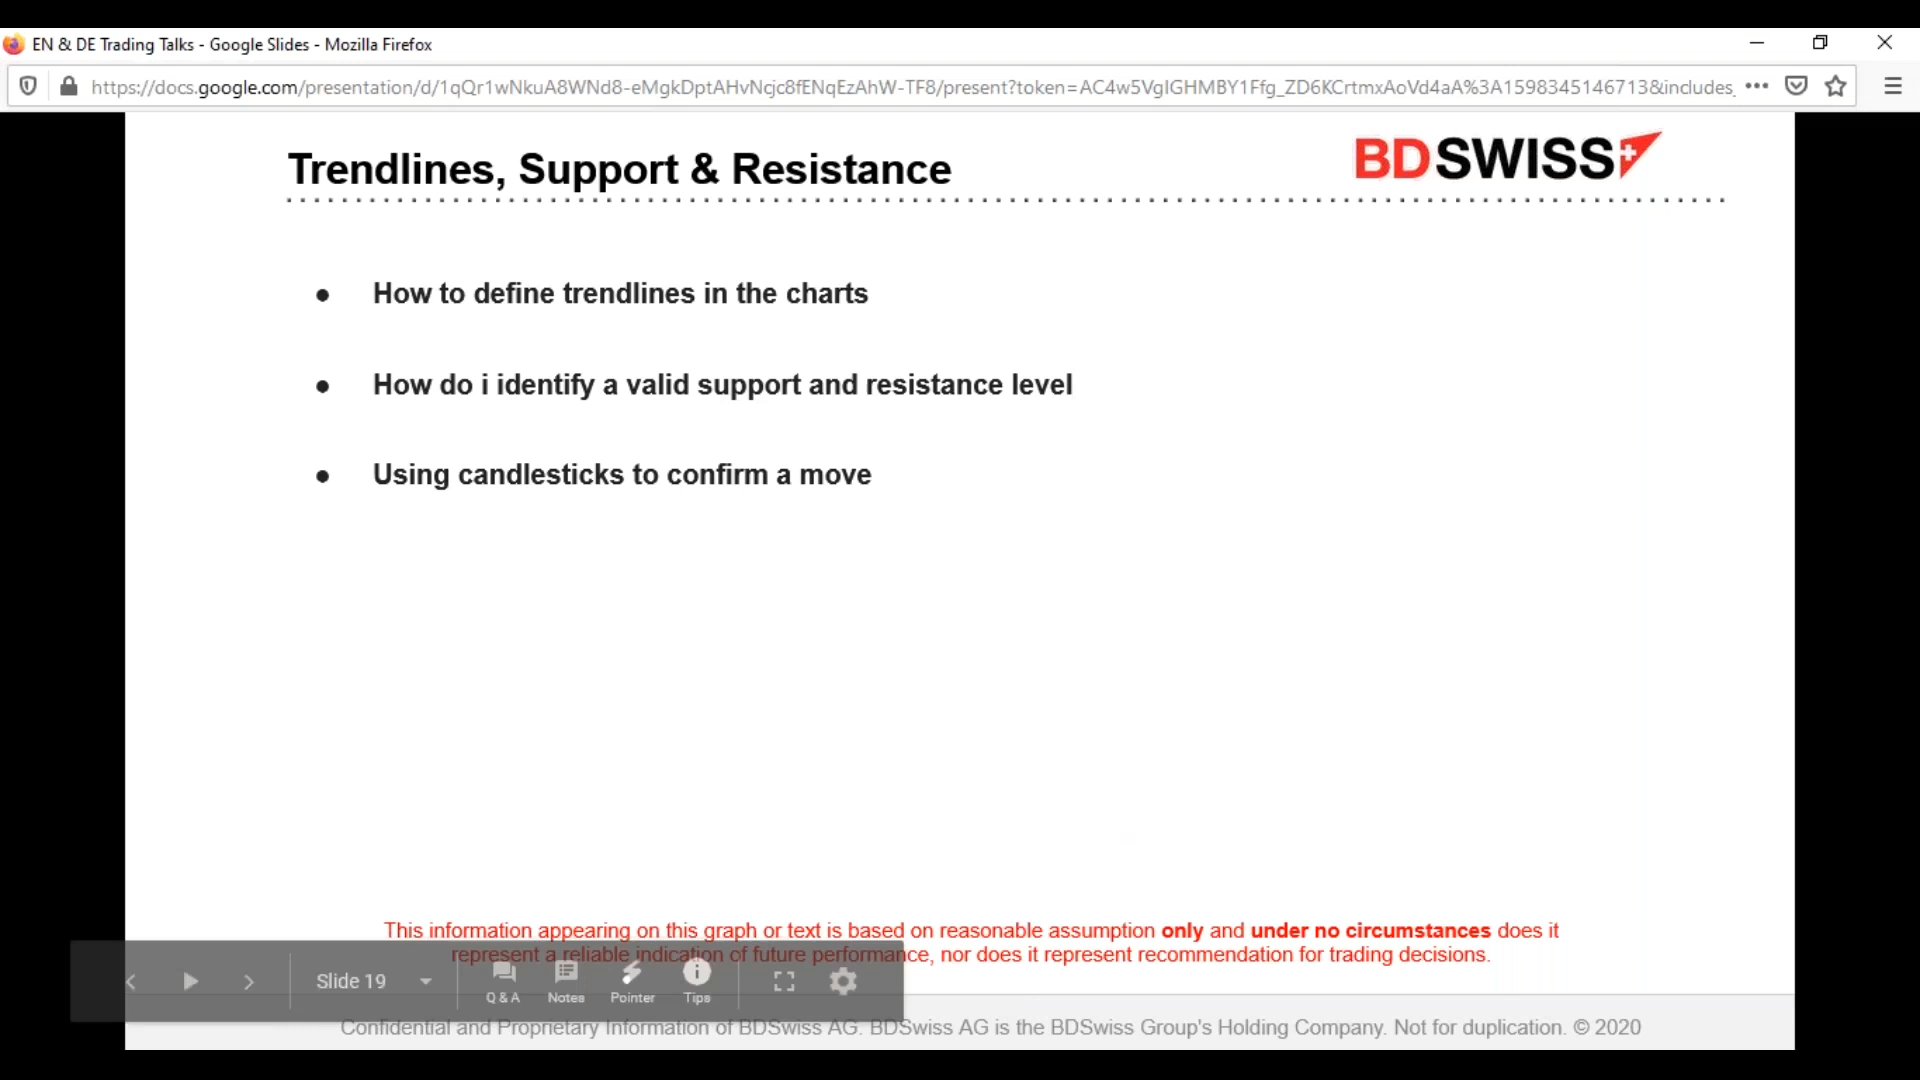 EN & DE Trading Talks - Google Slides - Mozilla Firefox
https://docs.google.com/presentation/d/1qQr1wNkuA8WNd8-eMgkDptAHvNcjc8fENqEzAhW-TF8/present?token=AC4w5VgIGHMBY1Ffg_ZD6KCrtmxAoVd4aA%3A1598345146713&includes_
Trendlines, Support & Resistance
BDSWISS
● How to define trendlines in the charts
● How do i identify a valid support and resistance level
● Using candlesticks to confirm a move
This information appearing on this graph or text is based on reasonable assumption only and under no circumstances does it
represent a reliable indication of future performance, nor does it represent recommendation for trading decisions.
Slide 19
Q & A
Notes
Pointer
Tips
Confidential and Proprietary Information of BDSwiss AG. BDSwiss AG is the BDSwiss Group's Holding Company. Not for duplication. © 2020